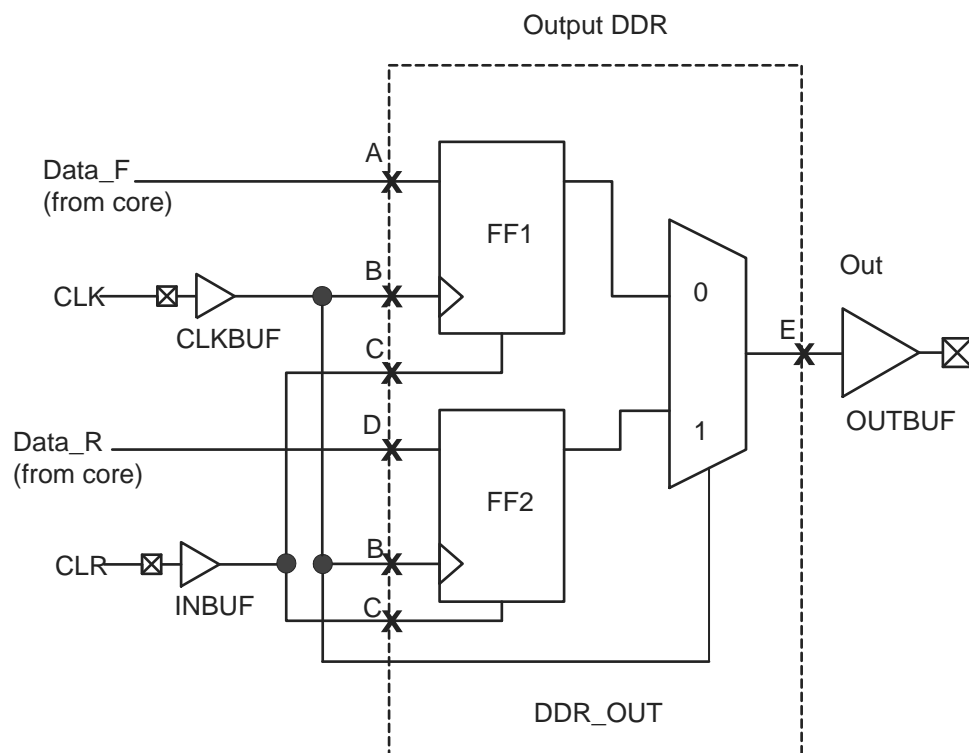 Output DDR
A
Data_F
(from core)
FF1
B
CLK
CLKBUF
0
Out
E
C
OUTBUF
D
Data_R
(from core)
1
FF2
B
CLR
INBUF
C
DDR_OUT